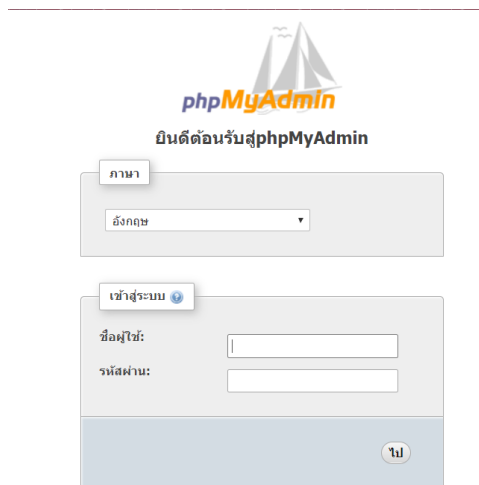 phpMyAdmin
ยินดีต้อนรับสู่phpMyAdmin
ภาษา
อังกฤษ
เข้าสู่ระบบ
ชื่อผู้ใช้:
รหัสผ่าน:
ไป